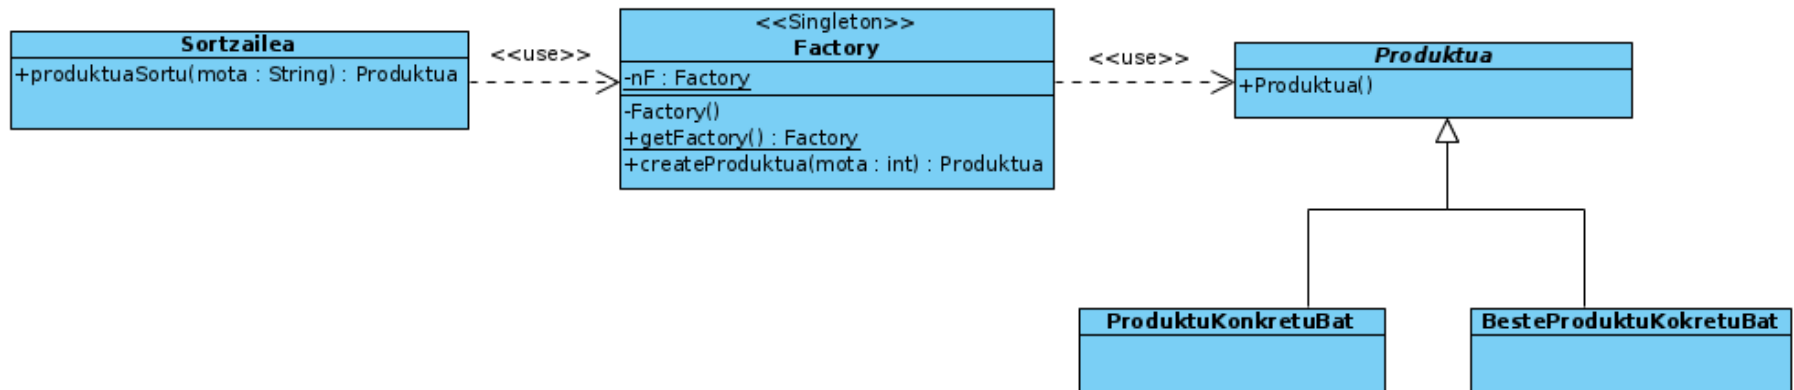 Sortzailea
+produktuaSortu(mota : String) : Produktua
<<use>>
<<Singleton>>
Factory
-nF : Factory
-Factory()
+getFactory() : Factory
+createProduktua(mota : int) : Produktua
<<use>>
Produktua
+Produktua()
ProduktuKonkretuBat
BesteProduktuKokretuBat